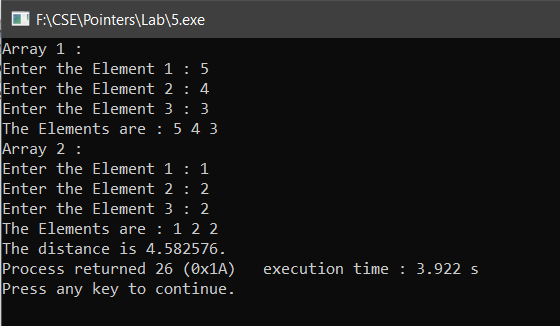 F:\CSE\Pointers\Lab\5.exe
Array 1 :
Enter the Element 1 : 5
Enter the Element 2 : 4
Enter the Element 3 : 3
The Elements are : 5 4 3
Array 2 :
Enter the Element 1 : 1
Enter the Element 2 : 2
Enter the Element 3 : 2
The Elements are : 1 2 2
The distance is 4.582576.
Process returned 26 (0x1A)   execution time : 3.922 s
Press any key to continue.